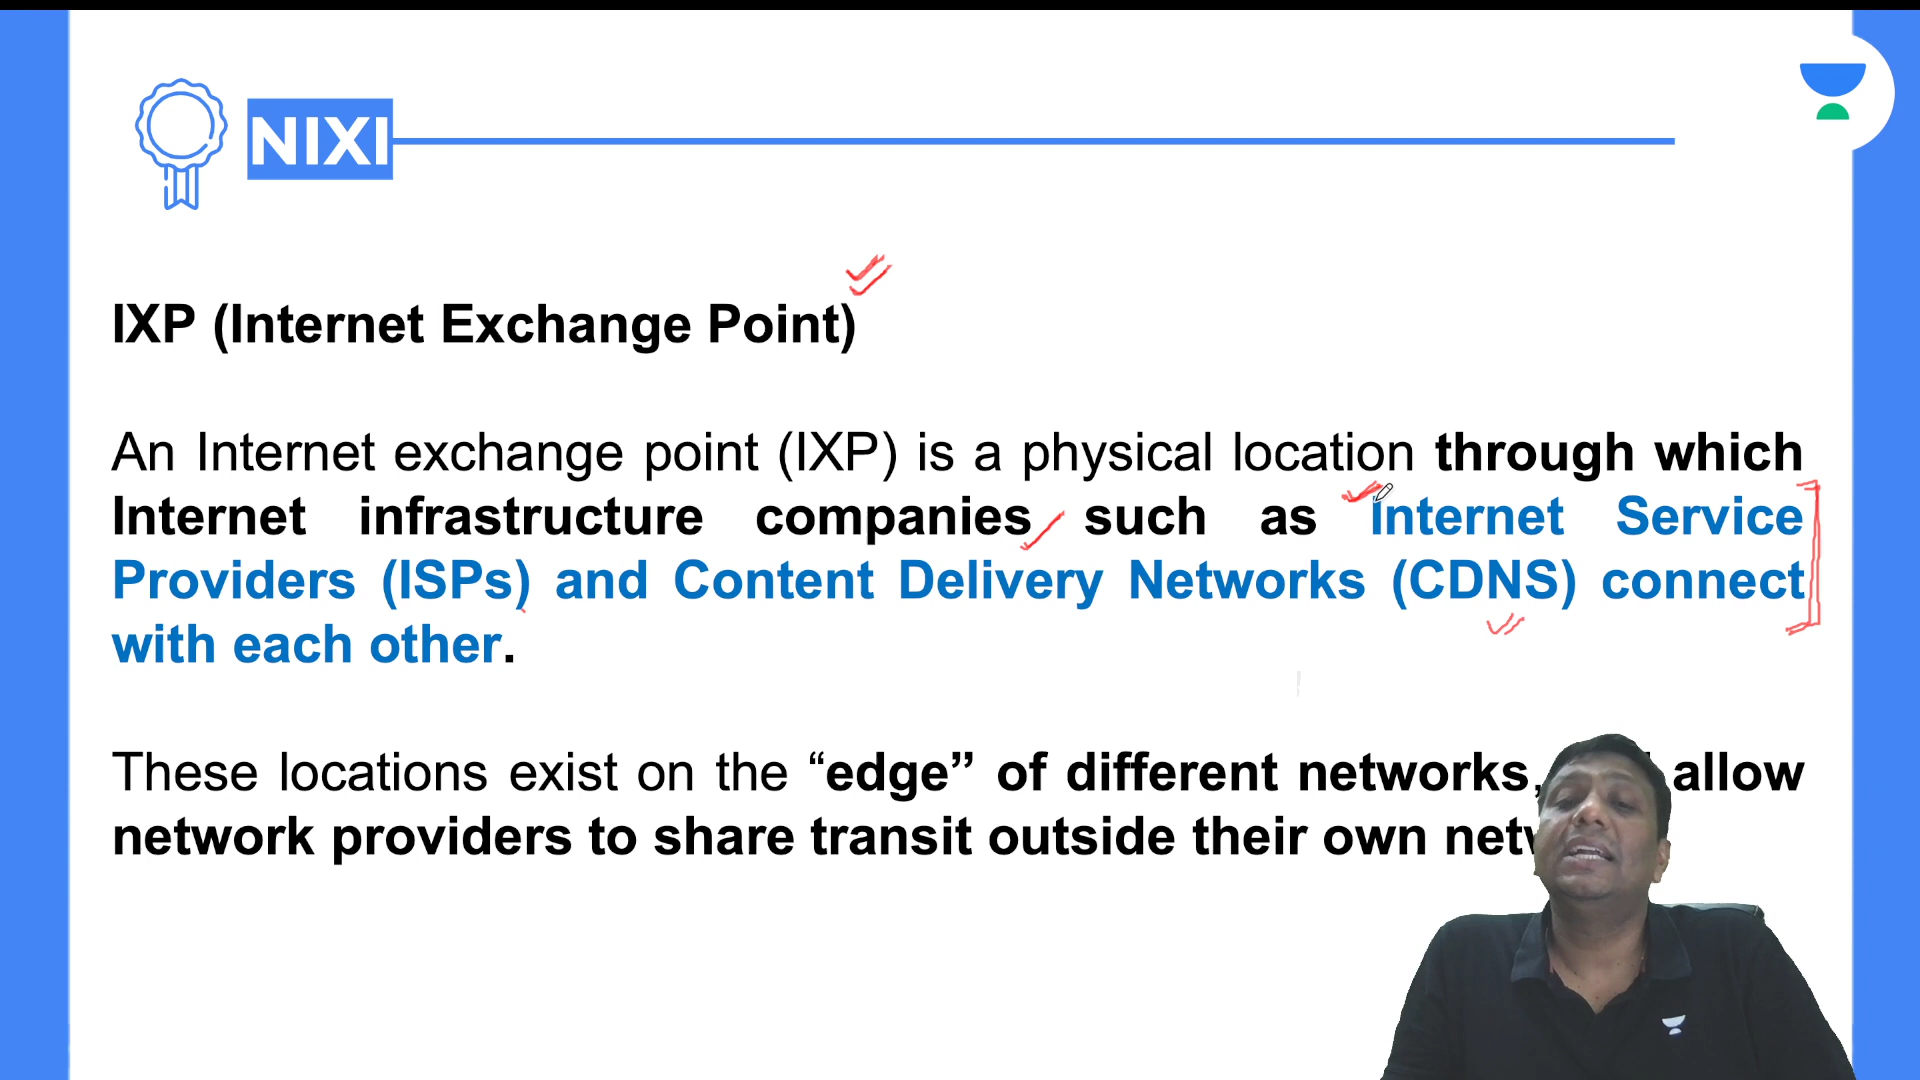 NIXI
IXP (Internet Exchange Point)
An Internet exchange point (IXP) is a physical location through which
Internet infrastructure companies such as Internet Service
Providers (ISPs) and Content Delivery Networks (CDNS) connect
with each other.
These locations exist on the “edge” of different networks, allow
network providers to share transit outside their own